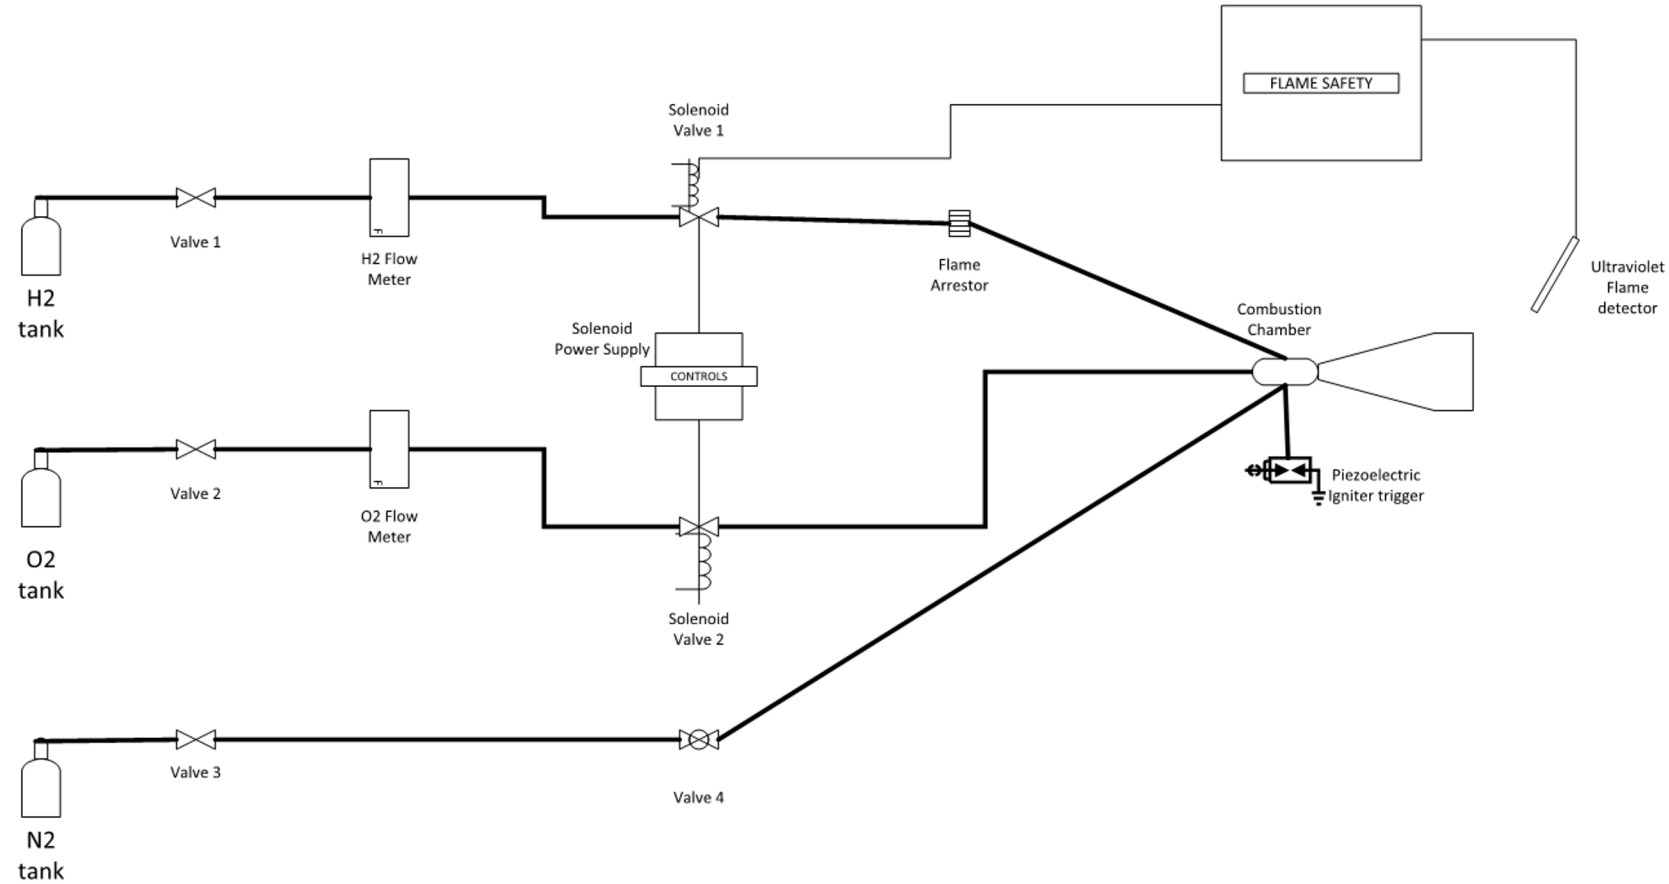 FLAME SAFETY
Solenoid
Valve 1
Valve 1
H2 Flow
Meter
F
H2
tank
Flame
Arrestor
Ultraviolet
Flame
detector
Combustion
Chamber
Solenoid
Power Supply
CONTROLS
Valve 2
O2 Flow
Meter
F
O2
tank
Piezoelectric
Igniter trigger
Solenoid
Valve 2
Valve 3
Valve 4
N2
tank